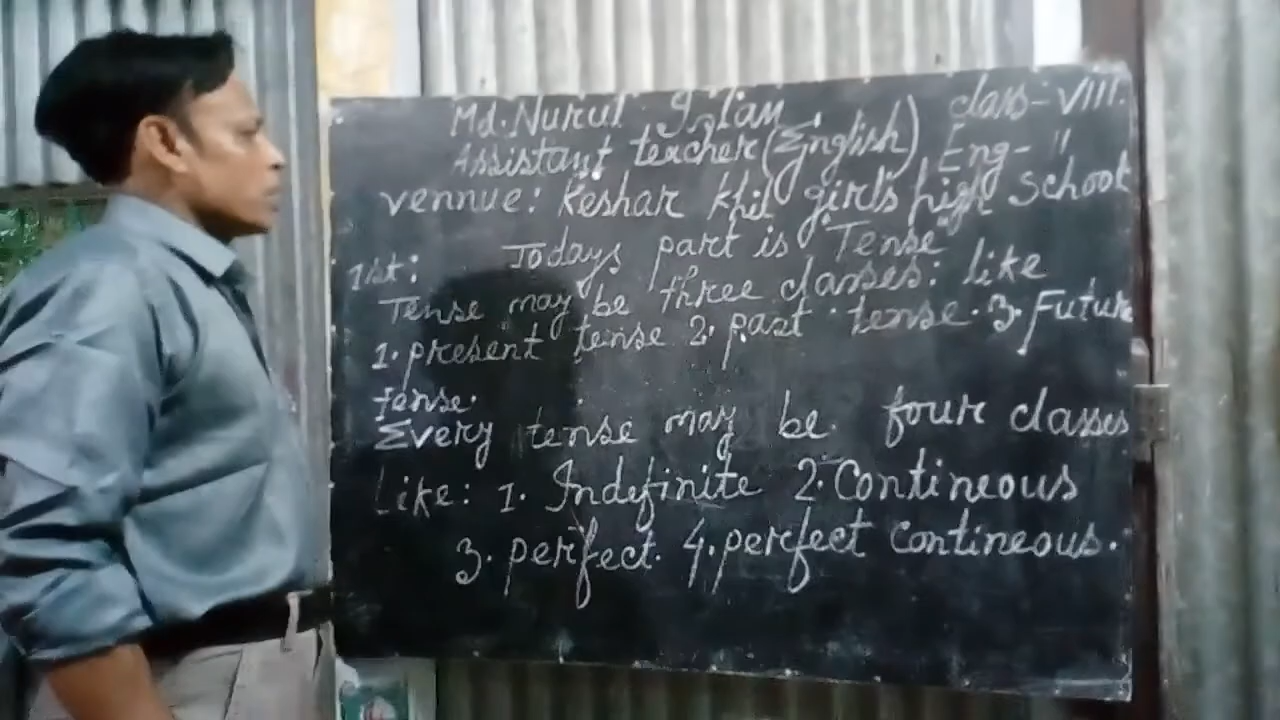 Md. Nurul Islam class-VIII.
Assistant teacher (English) Eng- "
vennue: Keshar khil girls high school
Todays part is "Tense"
1st:
Tense may be three classes: like
1. present tense 2. past tense. 3. Future
tense.
Every tense may be four classes
Like: 1. Indefinite 2. Contineous
3. perfect. 4. perfect contineous.